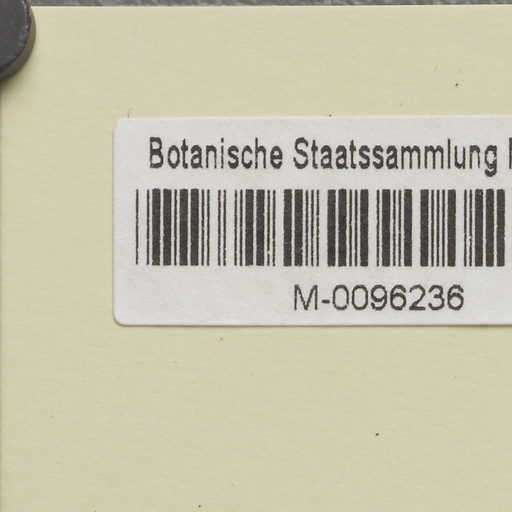 Botanische Staatssammlung
M-0096236